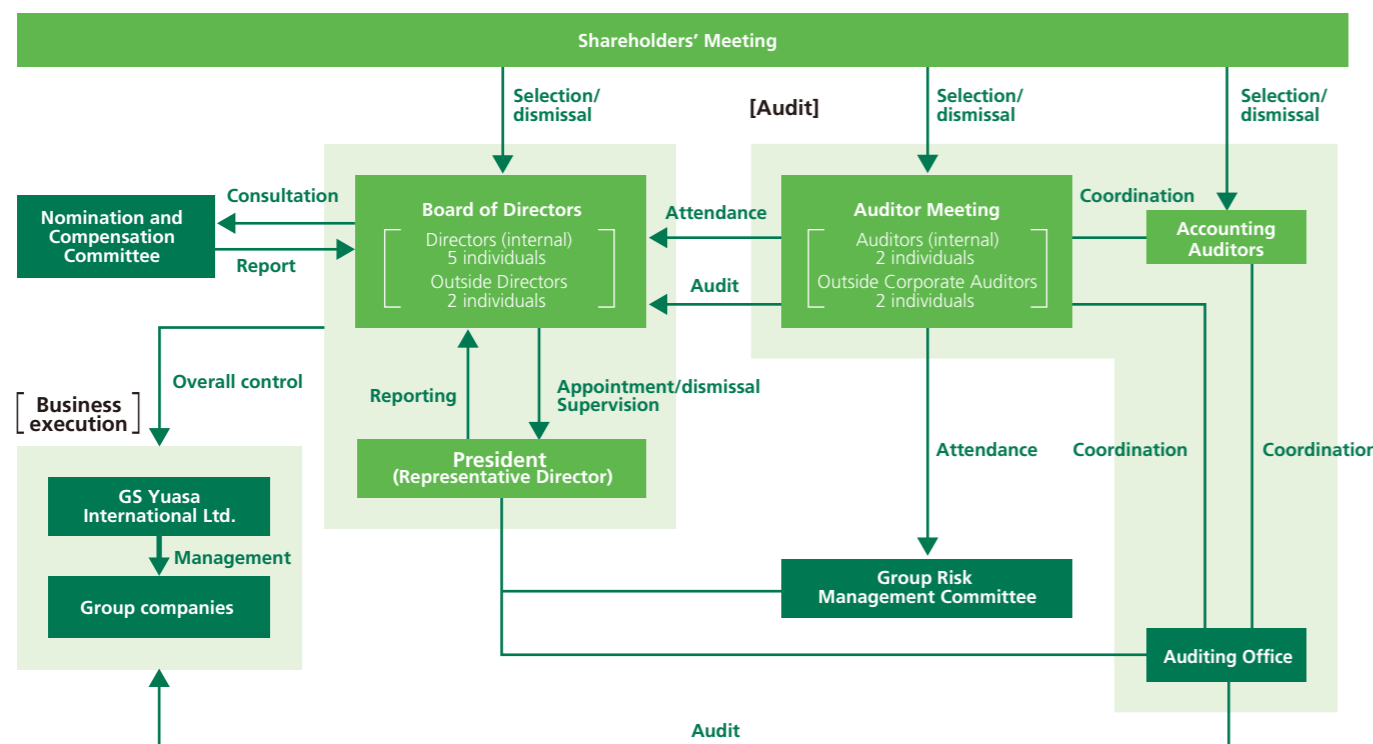 Shareholders' Meeting
Selection/
dismissal
[Audit]
Selection/
dismissal
Selection/
dismissal
Nomination and
Compensation
Committee
Consultation
Report
Board of Directors
Directors (internal)
5 individuals
Outside Directors
2 individuals
Attendance
Audit
Auditor Meeting
Auditors (internal)
2 individuals
Outside Corporate Auditors
2 individuals
Coordination
Accounting
Auditors
Overall control
[Business
execution]
Reporting
Appointment/dismissal
Supervision
President
(Representative Director)
Attendance
Coordination
Coordination
GS Yuasa
International Ltd.
Management
Group companies
Group Risk
Management Committee
Auditing Office
Audit